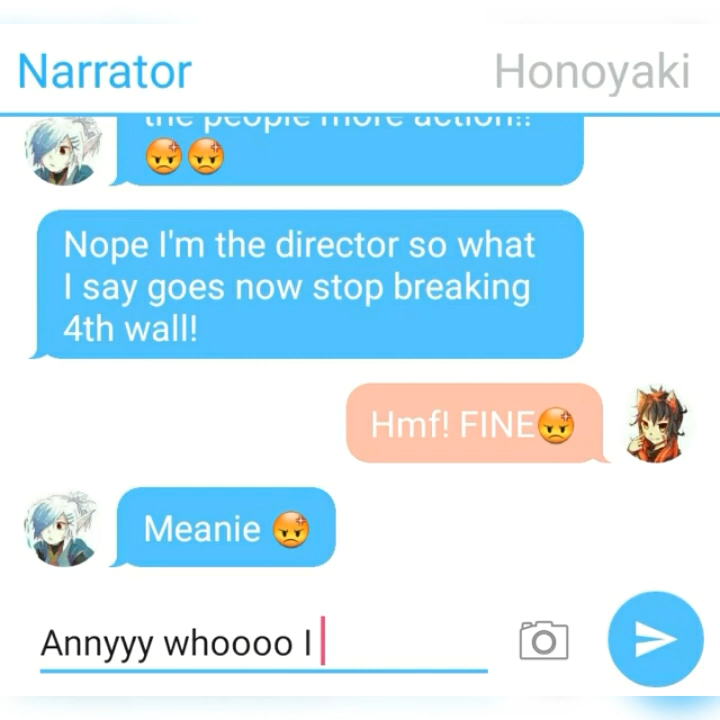 Narrator Honoyaki
the people more action!!
😡😡
Nope I'm the director so what
I say goes now stop breaking
4th wall!
Hmf! FINE😡
Meanie 😡
Annyyy whoooo I